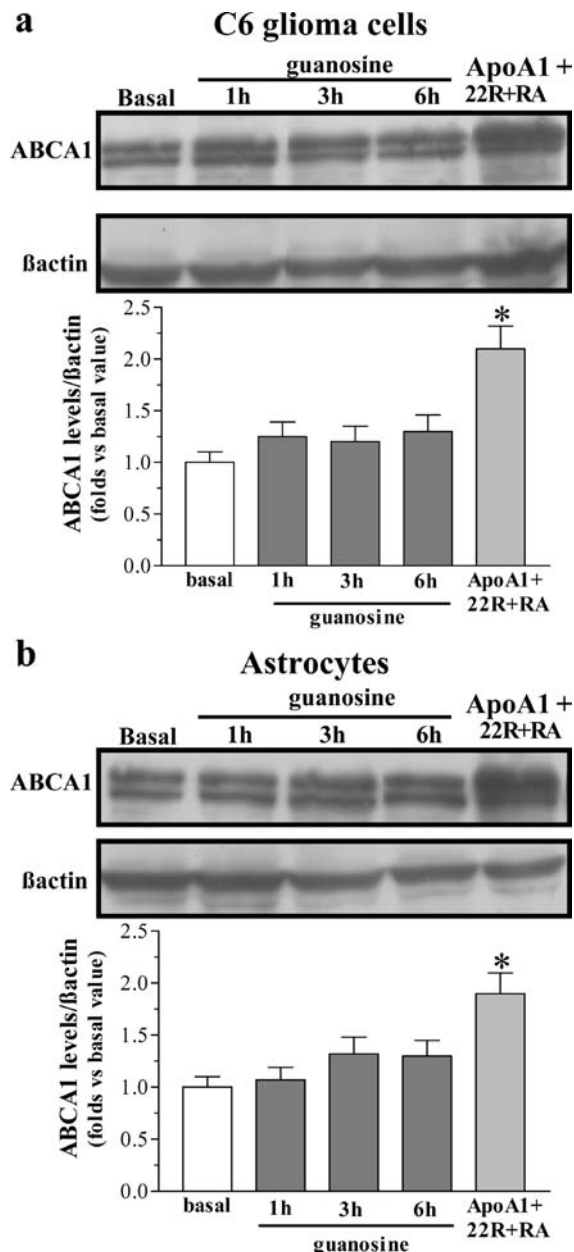 a
C6 glioma cells
guanosine
ApoA1 +
Basal 1h 3h 6h 22R+RA
ABCA1
ßactin
ABCA1 levels/ßactin
(folds vs basal value)
2.5
*
2.0
1.5
1.0
0.5
0.0
basal 1h 3h 6h ApoA1+
22R+RA
guanosine
b
Astrocytes
guanosine
ApoA1 +
Basal 1h 3h 6h 22R+RA
ABCA1
ßactin
ABCA1 levels/ßactin
(folds vs basal value)
2.5
*
2.0
1.5
1.0
0.5
0.0
basal 1h 3h 6h ApoA1+
22R+RA
guanosine